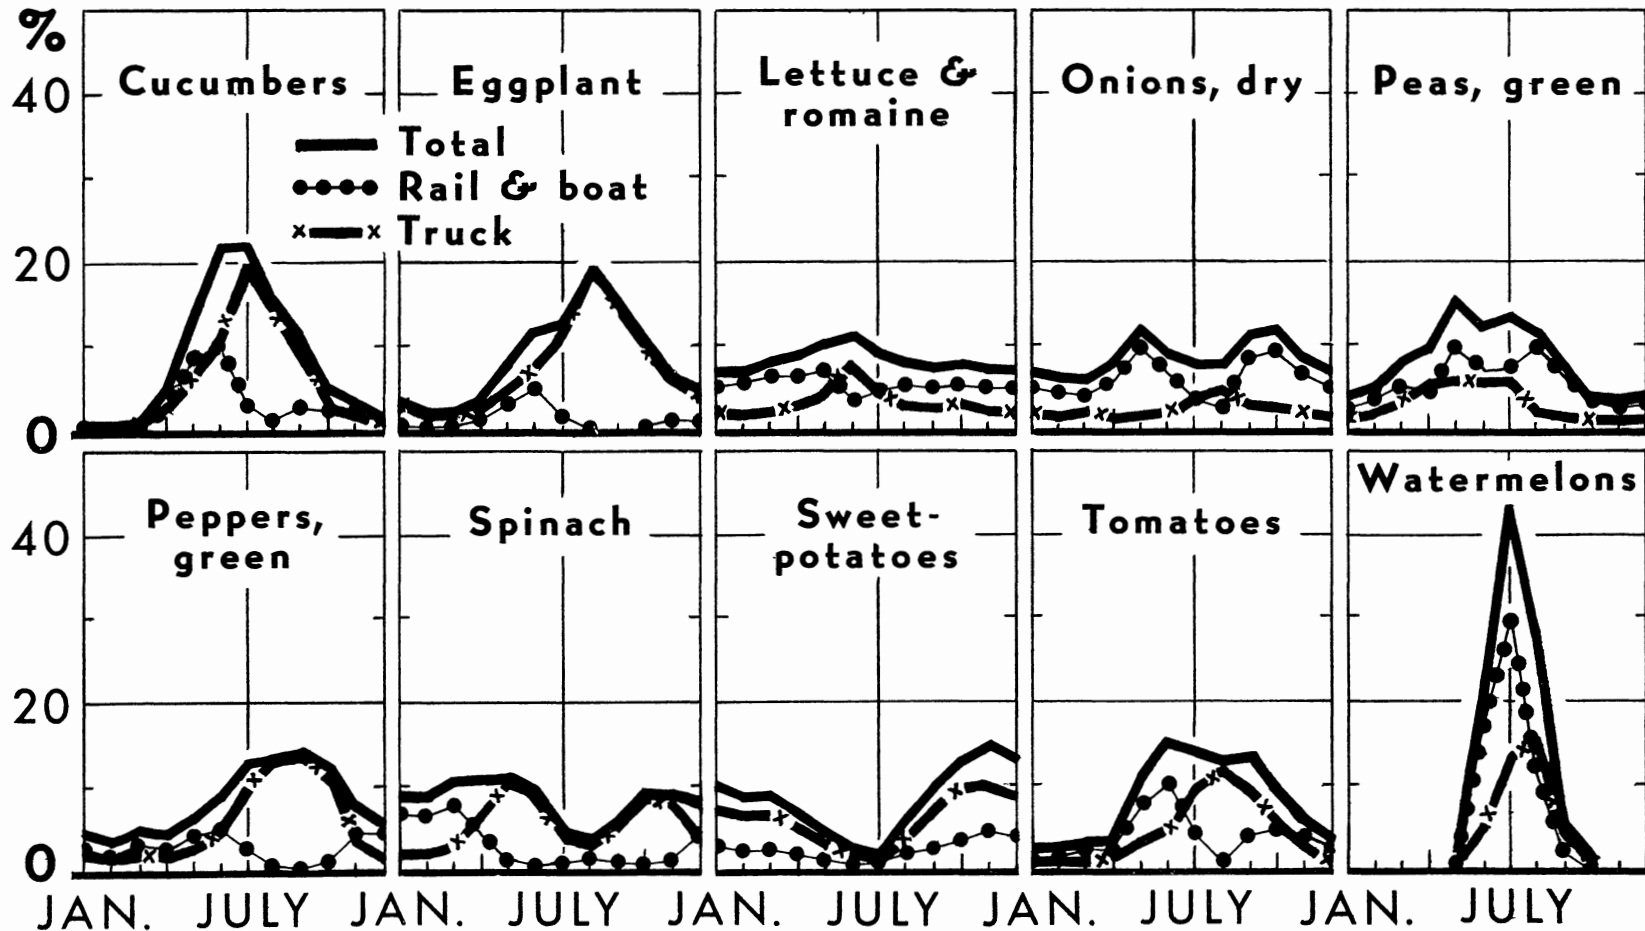 %
Cucumbers
Eggplant
Lettuce &
romaine
Onions, dry
Peas, green
40
Total
Rail & boat
Truck
20
0
Peppers,
green
Spinach
Sweet-
potatoes
Tomatoes
Watermelons
40
20
0
JAN. JULY JAN. JULY JAN. JULY JAN. JULY JAN. JULY